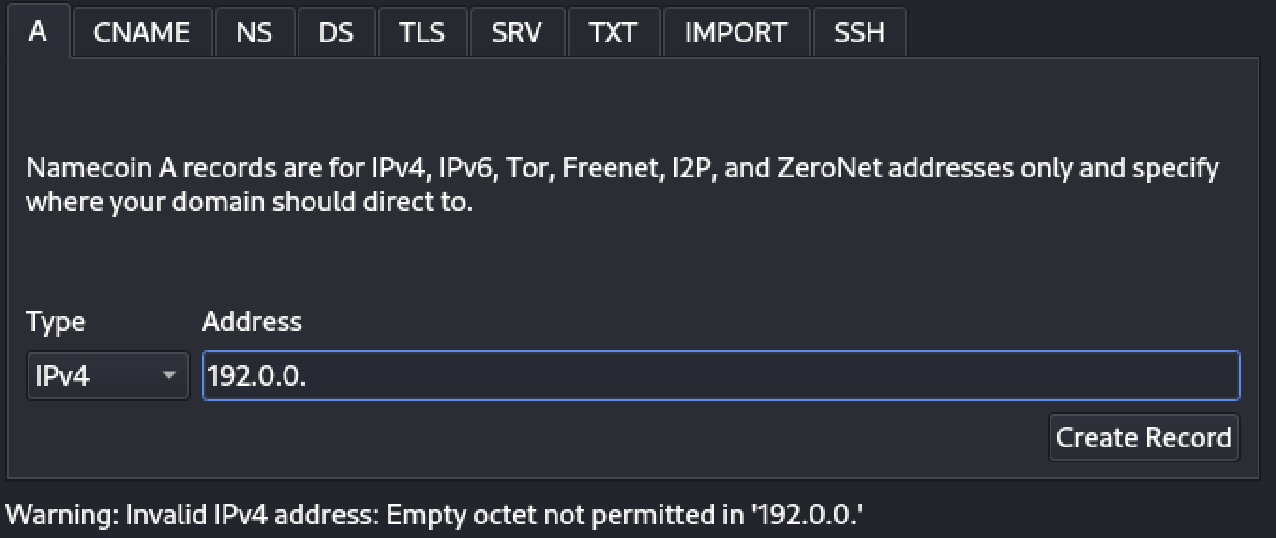 A CNAME NS DS TLS SRV TXT IMPORT SSH
Namecoin A records are for IPv4, IPv6, Tor, Freenet, I2P, and ZeroNet addresses only and specify
where your domain should direct to.
Type Address
IPv4 192.0.0.
Create Record
Warning: Invalid IPv4 address: Empty octet not permitted in '192.0.0.'